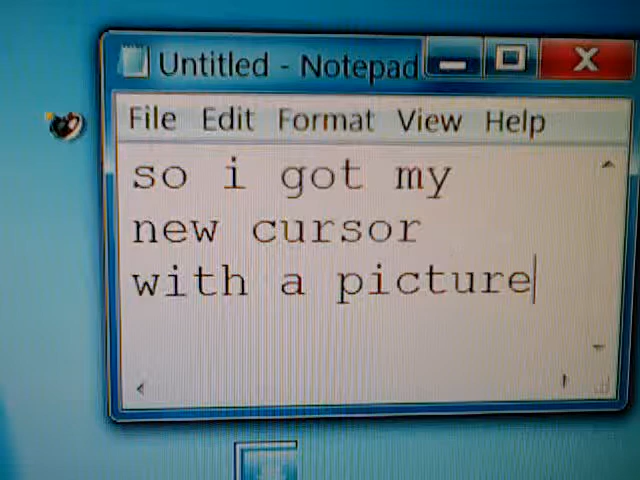 Untitled - Notepad
File Edit Format View Help
so i got my
new cursor
with a picture